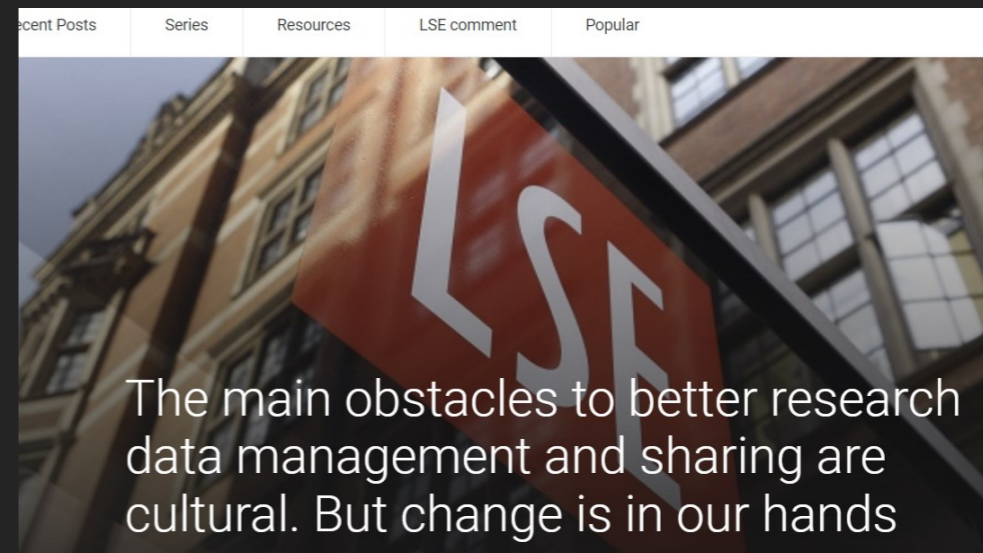 ecent Posts
Series
Resources
LSE comment
Popular
LSE
The main obstacles to better research
data management and sharing are
cultural. But change is in our hands